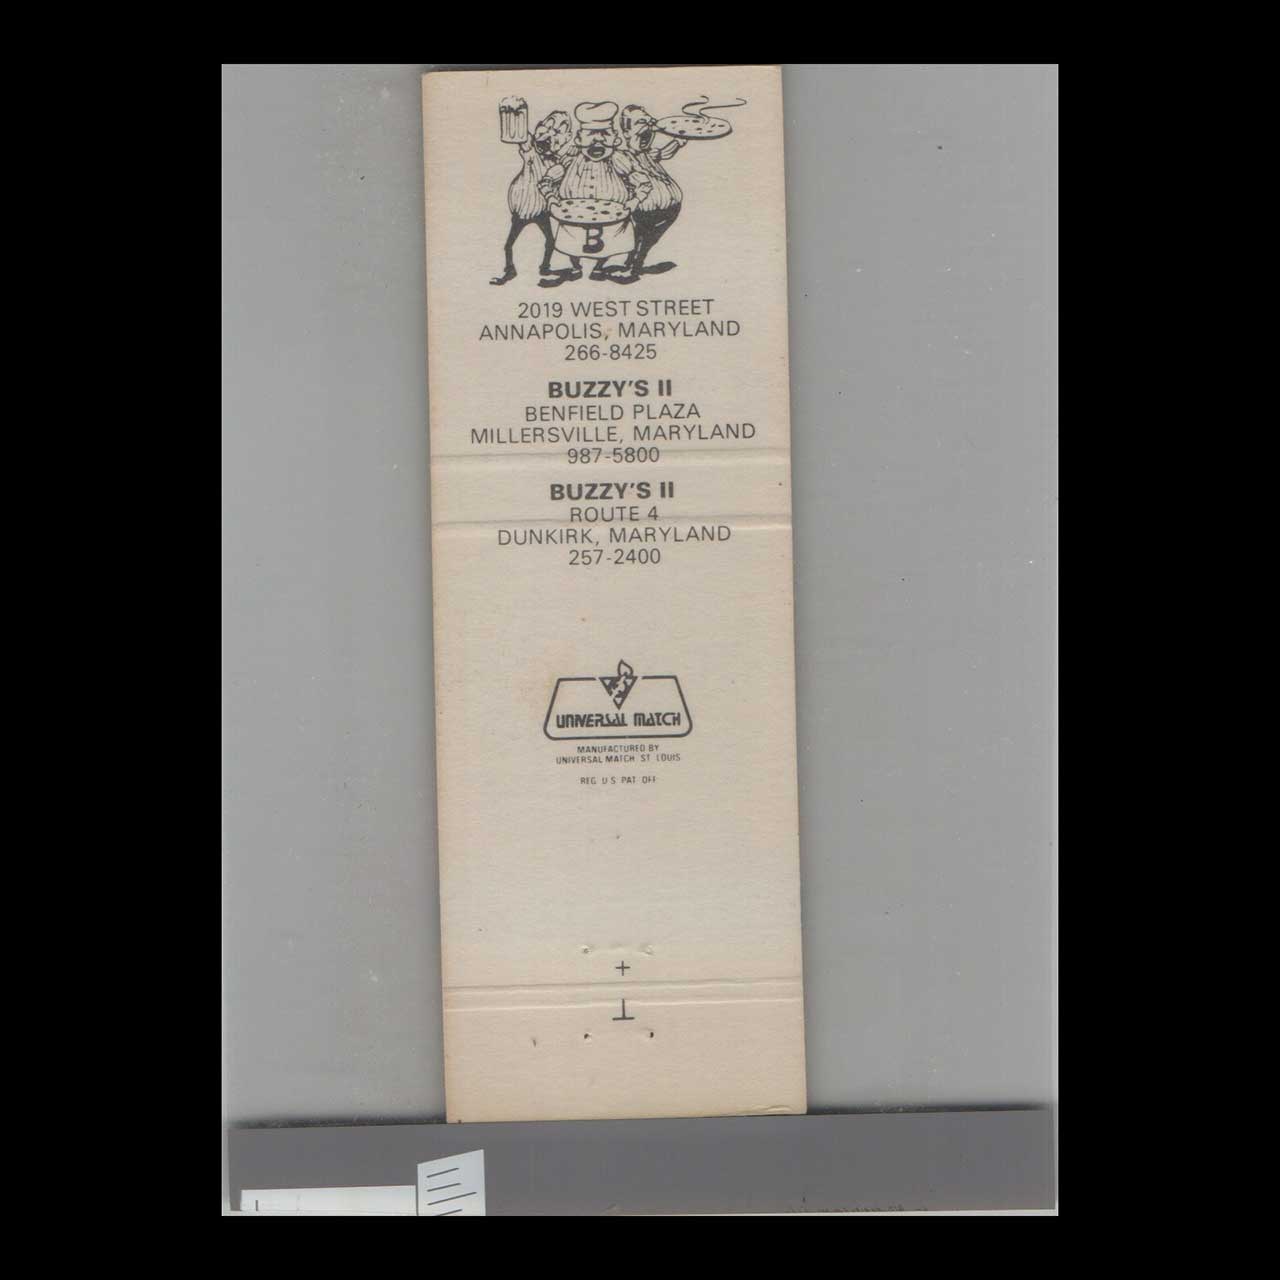 B
2019 WEST STREET
ANNAPOLIS, MARYLAND
266-8425
BUZZY'S II
BENFIELD PLAZA
MILLERSVILLE, MARYLAND
987-5800
BUZZY'S II
ROUTE 4
DUNKIRK, MARYLAND
257-2400
UNIVERSAL MATCH
MANUFACTURED BY
UNIVERSAL MATCH ST LOUIS
REG U S PAT OFF